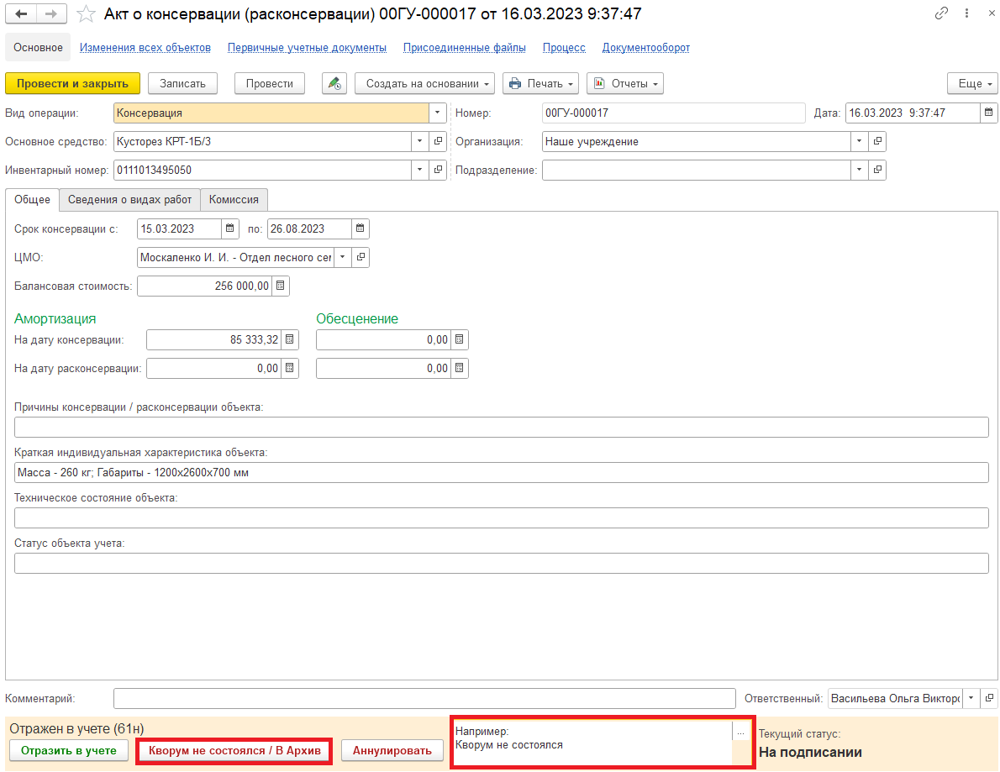 Акт о консервации (расконсервации) 00ГУ-000017 от 16.03.2023 9:37:47
Основное Изменения всех объектов Первичные учетные документы Присоединенные файлы Процесс Документооборот
Провести и закрыть Записать Провести Создать на основании Печать Отчеты Еще
Вид операции: Консервация Номер: 00ГУ-000017 Дата: 16.03.2023 9:37:47
Основное средство: Кусторез КРТ-1Б/3 Организация: Наше учреждение
Инвентарный номер: 0111013495050 Подразделение:
Общее Сведения о видах работ Комиссия
Срок консервации с: 15.03.2023 по: 26.08.2023
ЦМО: Москаленко И. И. - Отдел лесного сем
Балансовая стоимость: 256 000,00
Амортизация Обесценение
На дату консервации: 85 333,32 0,00
На дату расконсервации: 0,00 0,00
Причины консервации / расконсервации объекта:
Краткая индивидуальная характеристика объекта:
Масса - 260 кг; Габариты - 1200х2600х700 мм
Техническое состояние объекта:
Статус объекта учета:
Комментарий: Ответственный: Васильева Ольга Викторо
Отражен в учете (61н)
Отразить в учете Кворум не состоялся / В Архив Аннулировать
Например:
Кворум не состоялся
...
Текущий статус:
На подписании